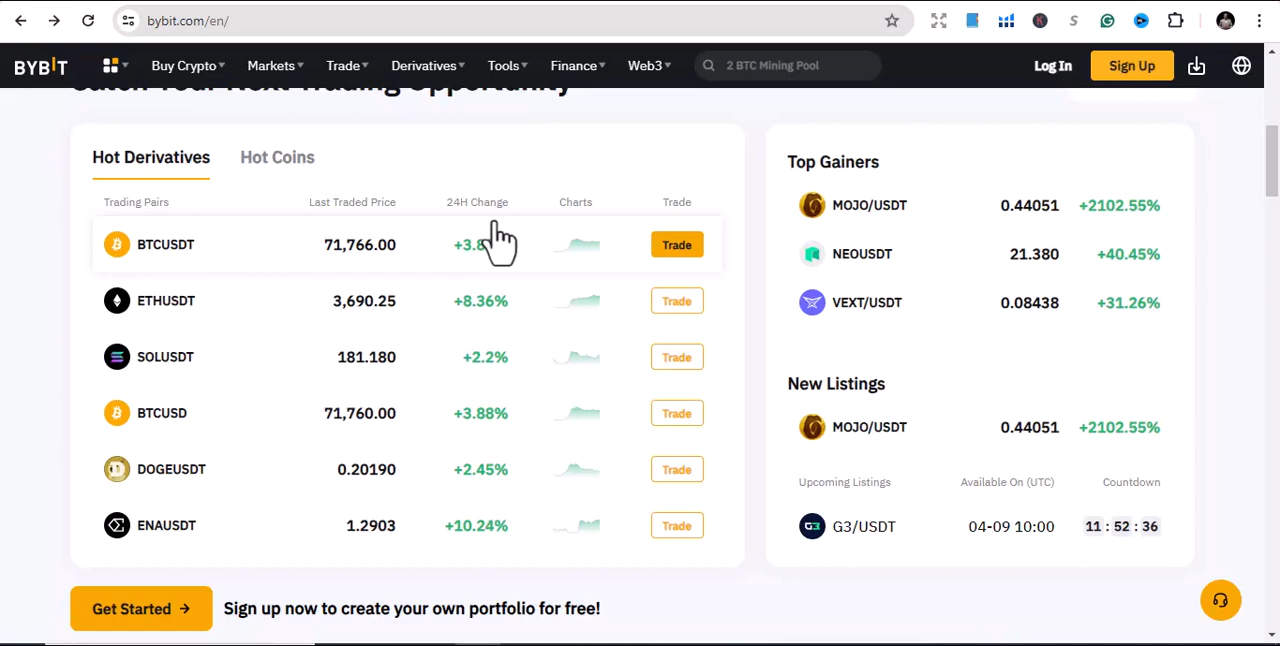 bybit.com/en/
BYBIT Buy Crypto Markets Trade Derivatives Tools Finance Web3 2 BTC Mining Pool Log In Sign Up
Catch Your Next Trading Opportunity
Hot Derivatives Hot Coins
Trading Pairs Last Traded Price 24H Change Charts Trade
BTCUSDT 71,766.00 Trade
ETHUSDT 3,690.25 +8.36% Trade
SOLUSDT 181.180 +2.2% Trade
BTCUSD 71,760.00 +3.88% Trade
DOGEUSDT 0.20190 +2.45% Trade
ENAUSDT 1.2903 +10.24% Trade
Top Gainers
MOJO/USDT 0.44051 +2102.55%
NEOUSDT 21.380 +40.45%
VEXT/USDT 0.08438 +31.26%
New Listings
MOJO/USDT 0.44051 +2102.55%
Upcoming Listings Available On (UTC) Countdown
G3/USDT 04-09 10:00 11 : 52 : 36
Get Started → Sign up now to create your own portfolio for free!